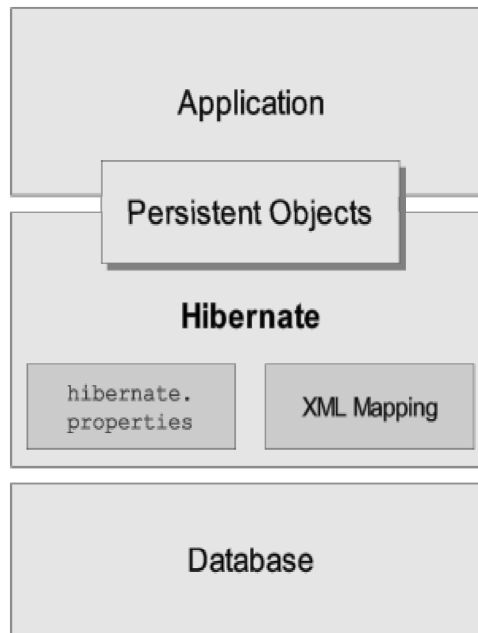 Application
Persistent Objects
Hibernate
hibernate.
properties
XML Mapping
Database